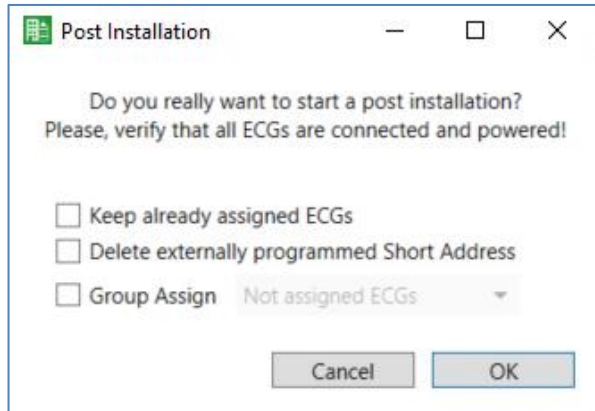 Post Installation
Do you really want to start a post installation?
Please, verify that all ECGs are connected and powered!
Keep already assigned ECGs
Delete externally programmed Short Address
Group Assign Not assigned ECGs
Cancel OK